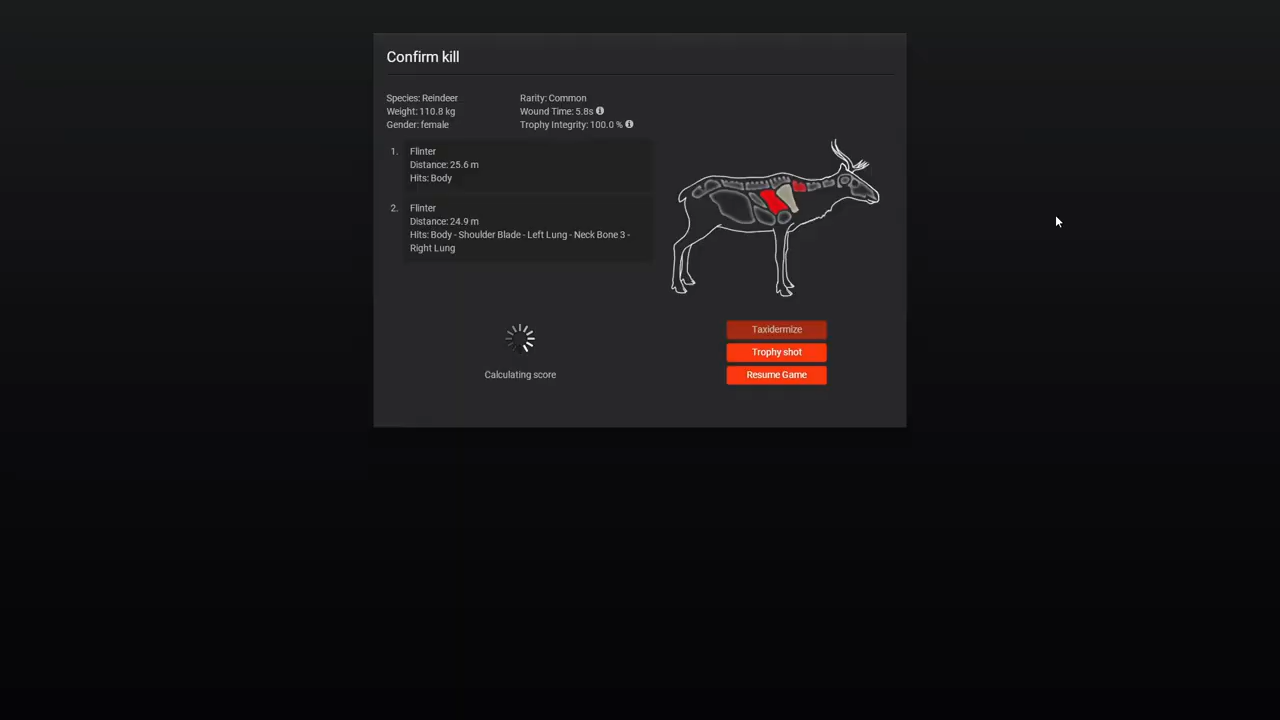 Confirm kill
Species: Reindeer
Weight: 110.8 kg
Gender: female
Rarity: Common
Wound Time: 5.8s
Trophy Integrity: 100.0 %
1.
Flinter
Distance: 25.6 m
Hits: Body
2.
Flinter
Distance: 24.9 m
Hits: Body - Shoulder Blade - Left Lung - Neck Bone 3 -
Right Lung
Calculating score
Taxidermize
Trophy shot
Resume Game